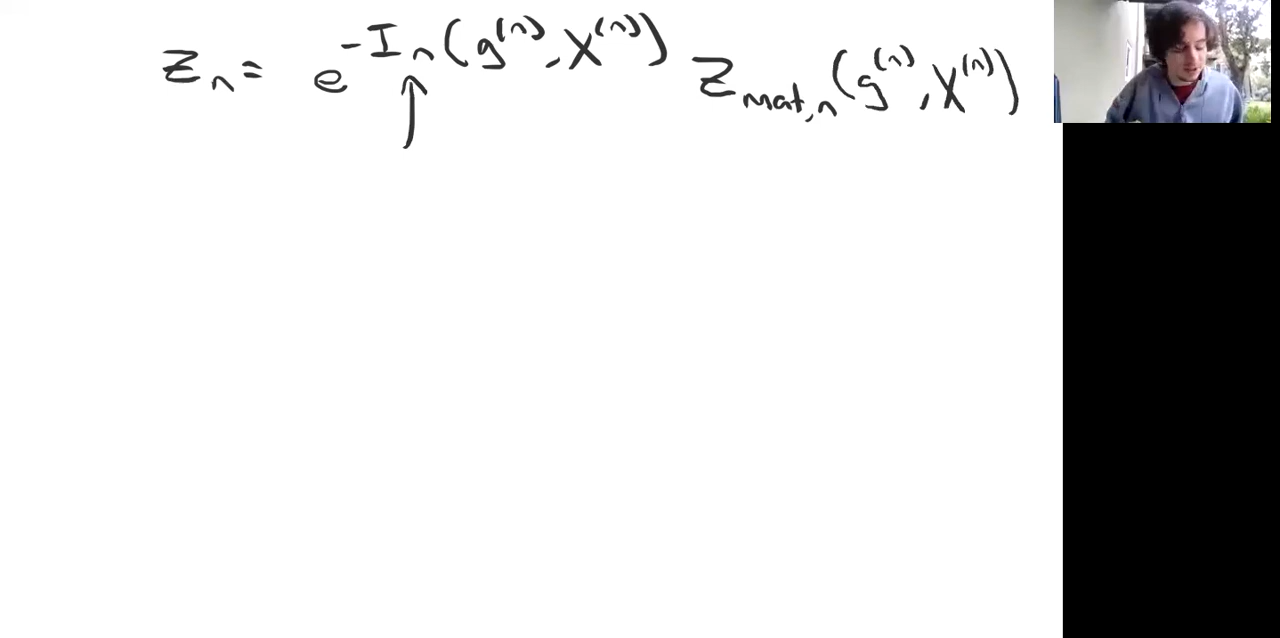 Z_n = e^{-I_n(g^{(n)}, X^{(n)})} Z_{mat,n}(g^{(n)}, X^{(n)})
↑